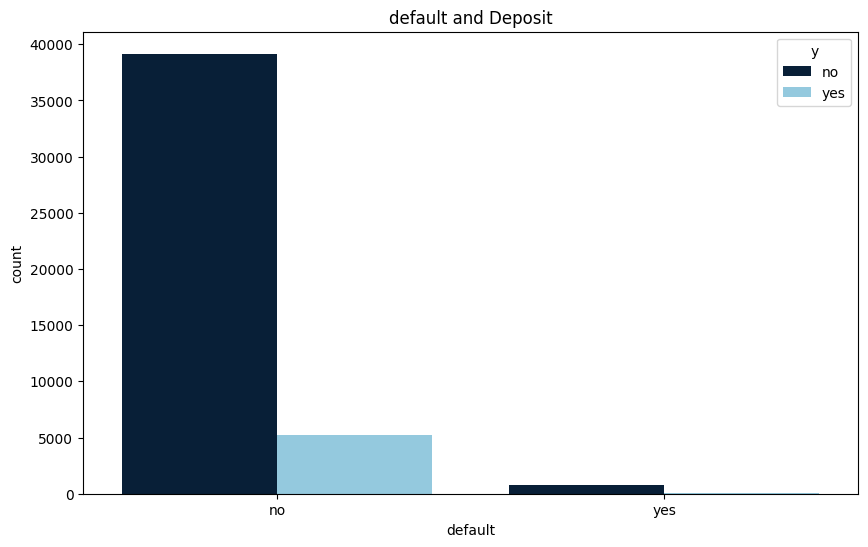 default and Deposit
y
no
yes
count
40000
35000
30000
25000
20000
15000
10000
5000
0
no
yes
default